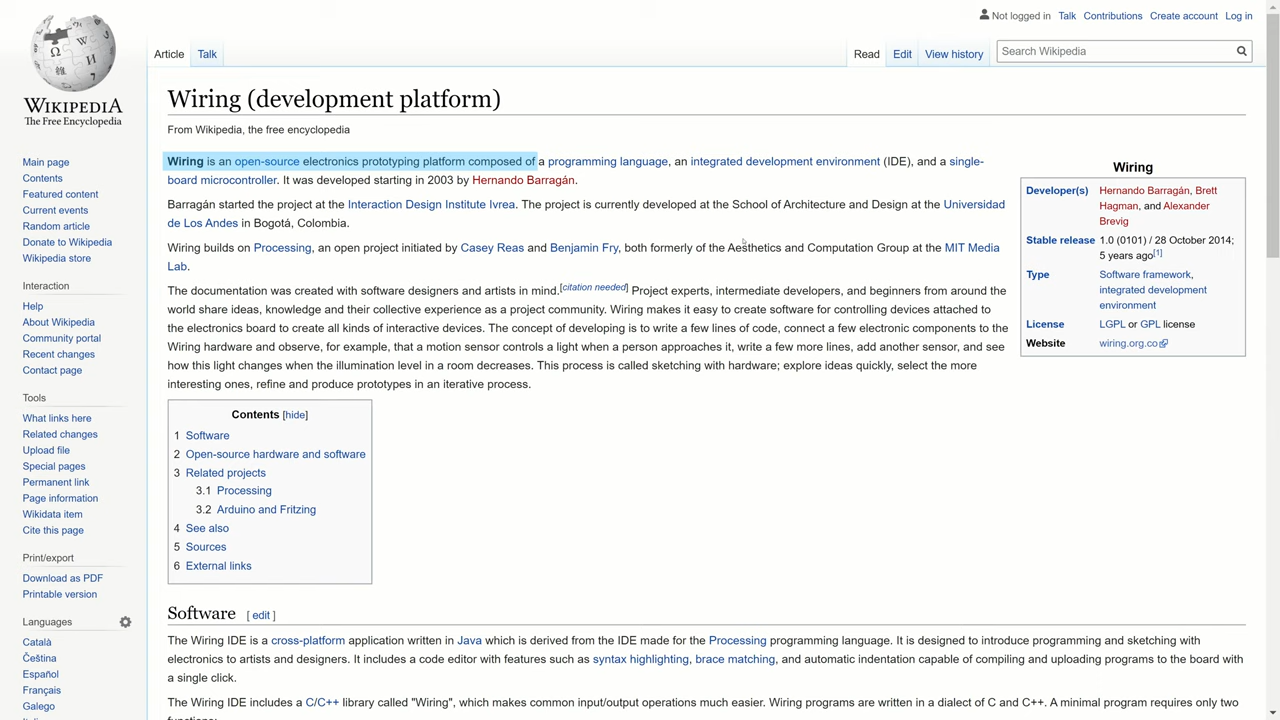 Not logged in Talk Contributions Create account Log in
Article Talk Read Edit View history Search Wikipedia
WIKIPEDIA
The Free Encyclopedia
Main page
Contents
Featured content
Current events
Random article
Donate to Wikipedia
Wikipedia store
Interaction
Help
About Wikipedia
Community portal
Recent changes
Contact page
Tools
What links here
Related changes
Upload file
Special pages
Permanent link
Page information
Wikidata item
Cite this page
Print/export
Download as PDF
Printable version
Languages
Català
Čeština
Español
Français
Galego
Wiring (development platform)
From Wikipedia, the free encyclopedia
Wiring is an open-source electronics prototyping platform composed of a programming language, an integrated development environment (IDE), and a single-
board microcontroller. It was developed starting in 2003 by Hernando Barragán.
Barragán started the project at the Interaction Design Institute Ivrea. The project is currently developed at the School of Architecture and Design at the Universidad
de Los Andes in Bogotá, Colombia.
Wiring builds on Processing, an open project initiated by Casey Reas and Benjamin Fry, both formerly of the Aesthetics and Computation Group at the MIT Media
Lab.
The documentation was created with software designers and artists in mind.[citation needed] Project experts, intermediate developers, and beginners from around the
world share ideas, knowledge and their collective experience as a project community. Wiring makes it easy to create software for controlling devices attached to
the electronics board to create all kinds of interactive devices. The concept of developing is to write a few lines of code, connect a few electronic components to the
Wiring hardware and observe, for example, that a motion sensor controls a light when a person approaches it, write a few more lines, add another sensor, and see
how this light changes when the illumination level in a room decreases. This process is called sketching with hardware; explore ideas quickly, select the more
interesting ones, refine and produce prototypes in an iterative process.
Wiring
Developer(s) Hernando Barragán, Brett
Hagman, and Alexander
Brevig
Stable release 1.0 (0101) / 28 October 2014;
5 years ago[1]
Type Software framework,
integrated development
environment
License LGPL or GPL license
Website wiring.org.co
Contents [hide]
1 Software
2 Open-source hardware and software
3 Related projects
3.1 Processing
3.2 Arduino and Fritzing
4 See also
5 Sources
6 External links
Software [ edit ]
The Wiring IDE is a cross-platform application written in Java which is derived from the IDE made for the Processing programming language. It is designed to introduce programming and sketching with
electronics to artists and designers. It includes a code editor with features such as syntax highlighting, brace matching, and automatic indentation capable of compiling and uploading programs to the board with
a single click.
The Wiring IDE includes a C/C++ library called "Wiring", which makes common input/output operations much easier. Wiring programs are written in a dialect of C and C++. A minimal program requires only two